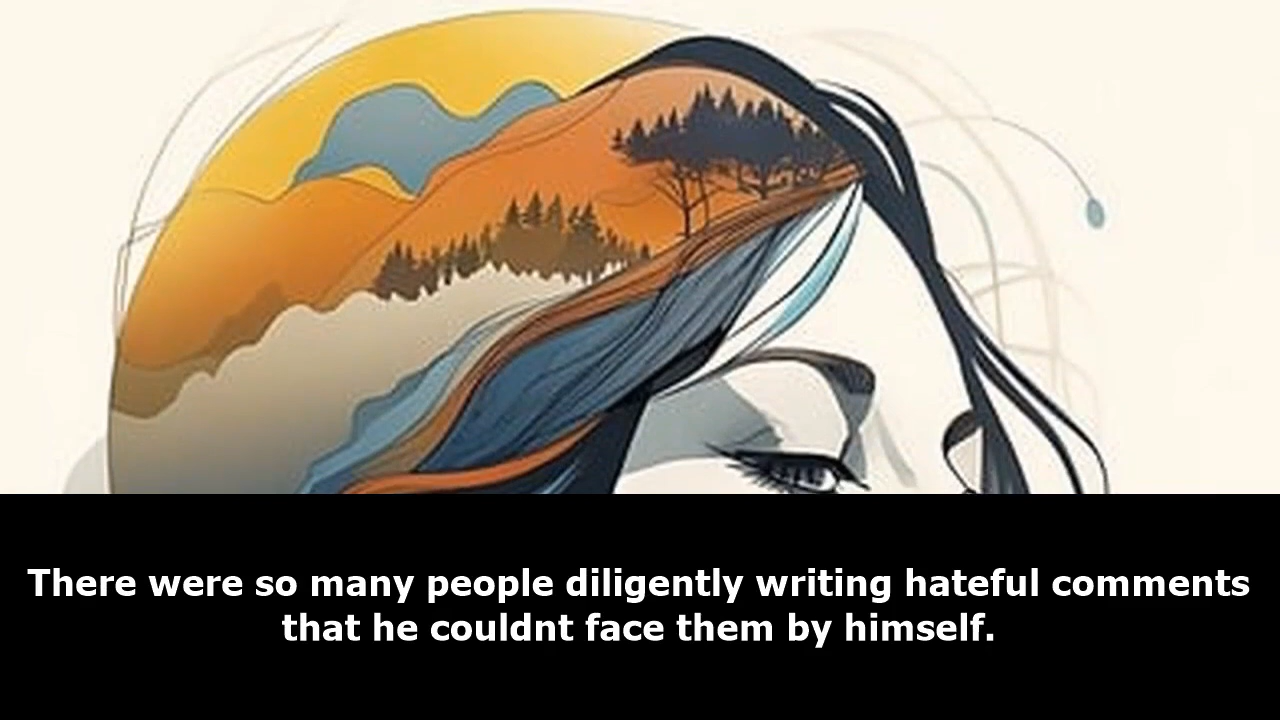 There were so many people diligently writing hateful comments
that he couldnt face them by himself.